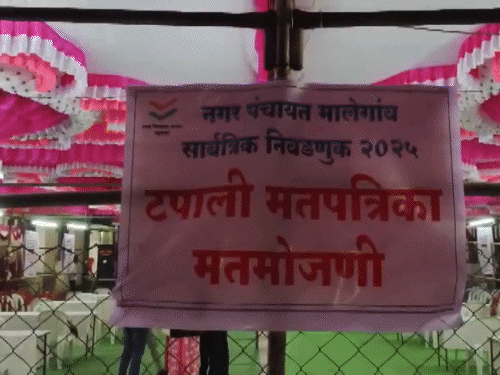 नगर पंचायत मालेगांव
सार्वत्रिक निवडणुक २०२५
टपाली मतपत्रिका
मतमोजणी